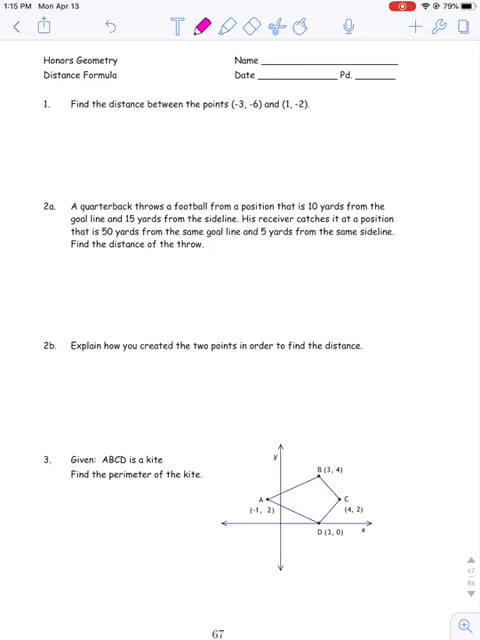 1:15 PM Mon Apr 13
79%
T
Honors Geometry
Name
Distance Formula
Date Pd.
1. Find the distance between the points (-3, -6) and (1, -2).
2a. A quarterback throws a football from a position that is 10 yards from the
goal line and 15 yards from the sideline. His receiver catches it at a position
that is 50 yards from the same goal line and 5 yards from the same sideline.
Find the distance of the throw.
2b. Explain how you created the two points in order to find the distance.
3. Given: ABCD is a kite
Find the perimeter of the kite.
y
B (3, 4)
A
(-1, 2)
C
(4, 2)
D (3, 0)
x
67
86
67